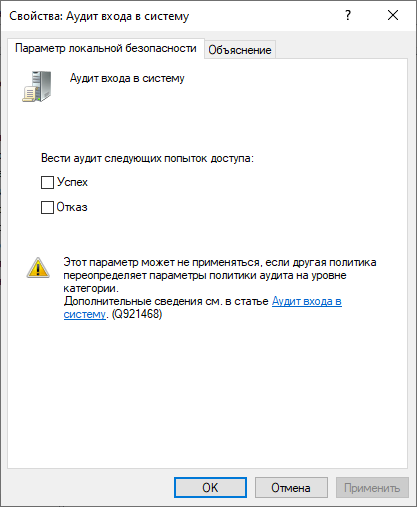 Свойства: Аудит входа в систему
Параметр локальной безопасности
Объяснение
Аудит входа в систему
Вести аудит следующих попыток доступа:
Успех
Отказ
Этот параметр может не применяться, если другая политика
переопределяет параметры политики аудита на уровне
категории.
Дополнительные сведения см. в статье Аудит входа в
систему. (Q921468)
OK
Отмена
Применить